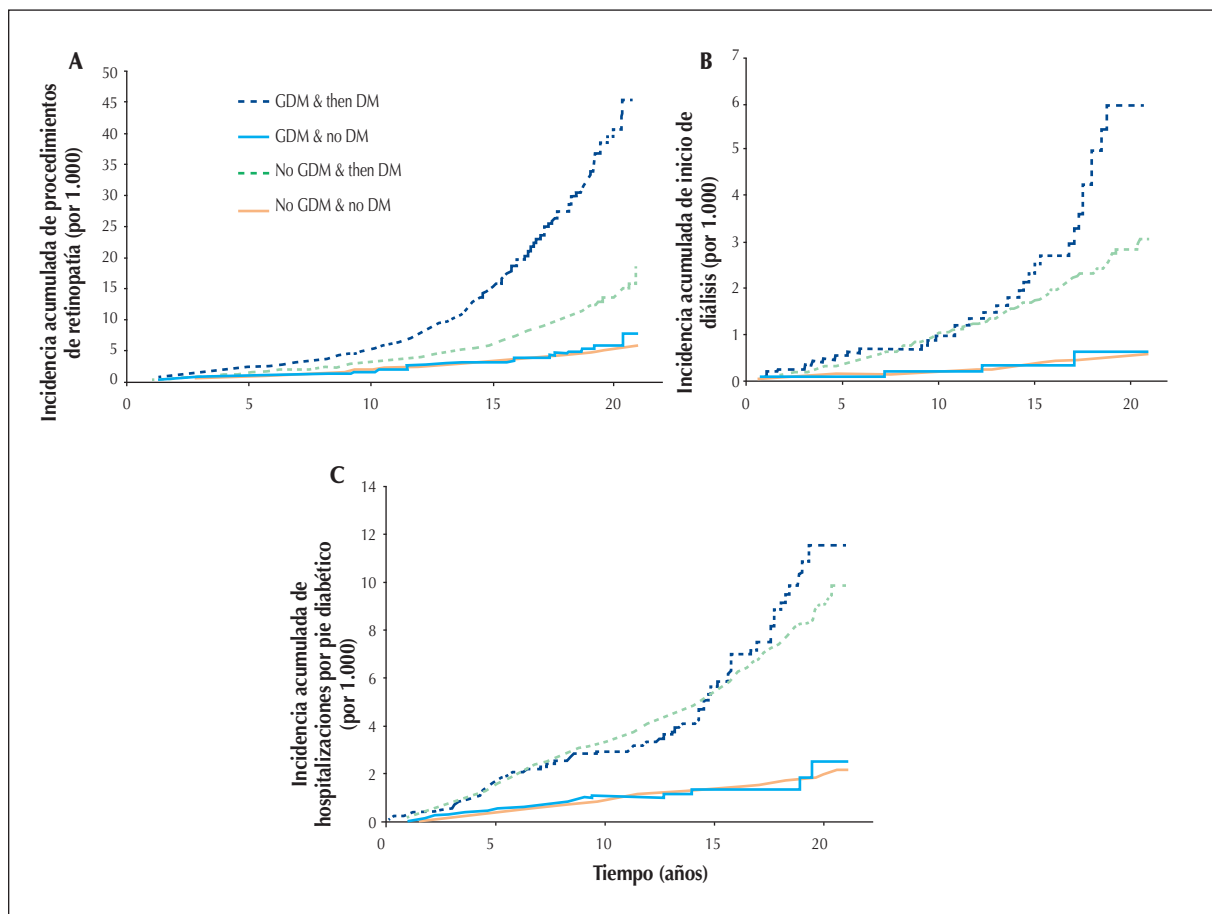 A
Incidencia acumulada de procedimientos
de retinopatía (por 1.000)
50
45
40
35
30
25
20
15
10
5
0
0
5
10
15
20
GDM & then DM
GDM & no DM
No GDM & then DM
No GDM & no DM
B
Incidencia acumulada de inicio de
diálisis (por 1.000)
7
6
5
4
3
2
1
0
0
5
10
15
20
C
Incidencia acumulada de
hospitalizaciones por pie diabético
(por 1.000)
14
12
10
8
6
4
2
0
0
5
10
15
20
Tiempo (años)